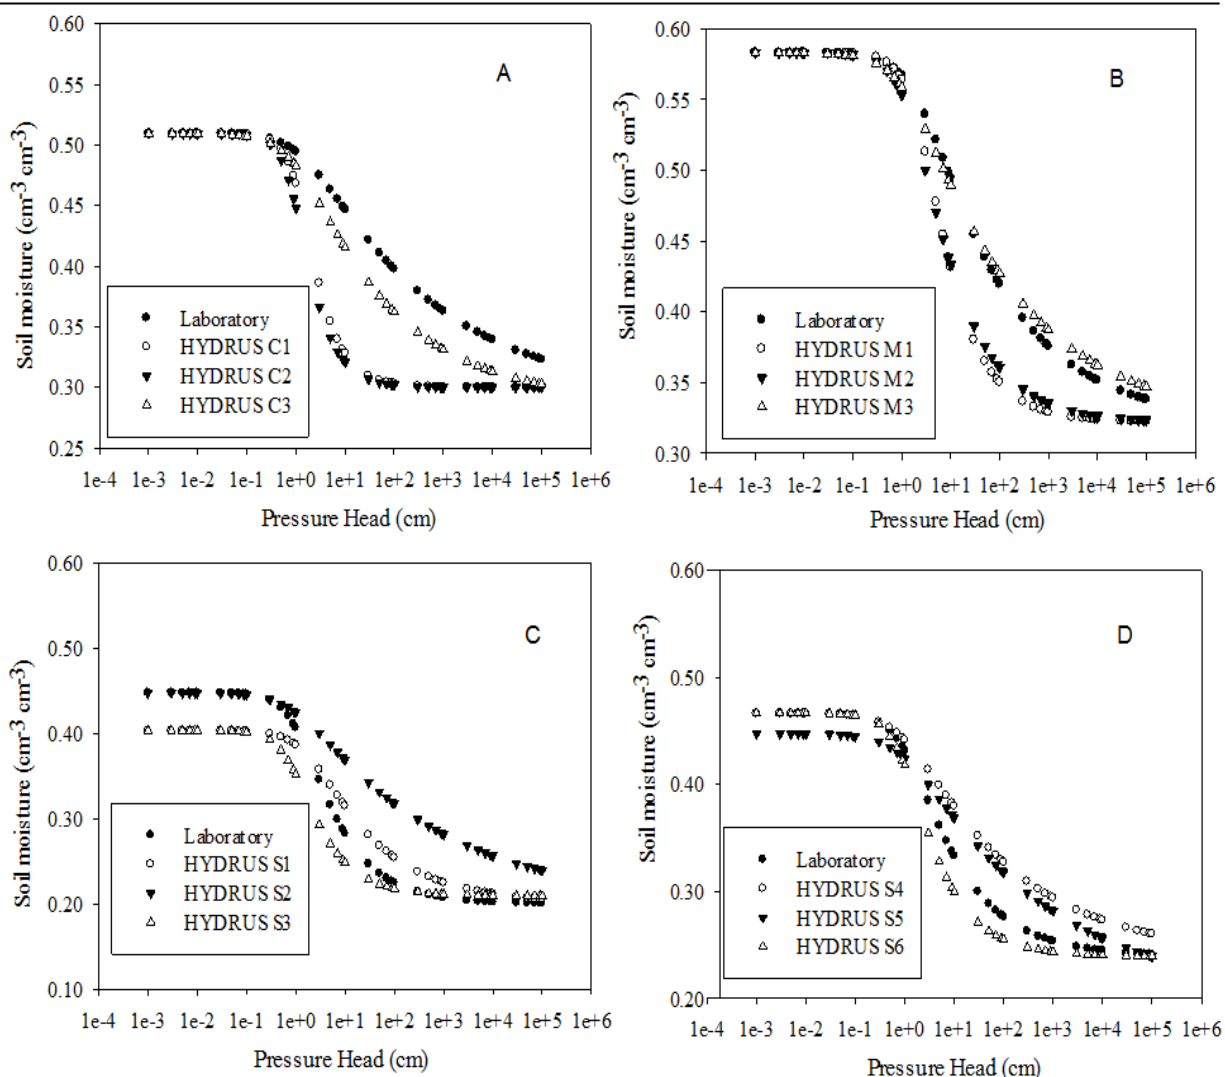 0.60
A
0.55
0.50
0.45
0.40
0.35
0.30
0.25
Soil moisture (cm-3 cm-3)
Laboratory
HYDRUS C1
HYDRUS C2
HYDRUS C3
1e-4 1e-3 1e-2 1e-1 1e+0 1e+1 1e+2 1e+3 1e+4 1e+5 1e+6
Pressure Head (cm)
0.60
B
0.55
0.50
0.45
0.40
0.35
0.30
Soil moisture (cm-3 cm-3)
Laboratory
HYDRUS M1
HYDRUS M2
HYDRUS M3
1e-4 1e-3 1e-2 1e-1 1e+0 1e+1 1e+2 1e+3 1e+4 1e+5 1e+6
Pressure Head (cm)
0.60
C
0.50
0.40
0.30
0.20
0.10
Soil moisture (cm-3 cm-3)
Laboratory
HYDRUS S1
HYDRUS S2
HYDRUS S3
1e-4 1e-3 1e-2 1e-1 1e+0 1e+1 1e+2 1e+3 1e+4 1e+5 1e+6
Pressure Head (cm)
0.60
D
0.50
0.40
0.30
0.20
Soil moisture (cm-3 cm-3)
Laboratory
HYDRUS S4
HYDRUS S5
HYDRUS S6
1e-4 1e-3 1e-2 1e-1 1e+0 1e+1 1e+2 1e+3 1e+4 1e+5 1e+6
Pressure Head (cm)